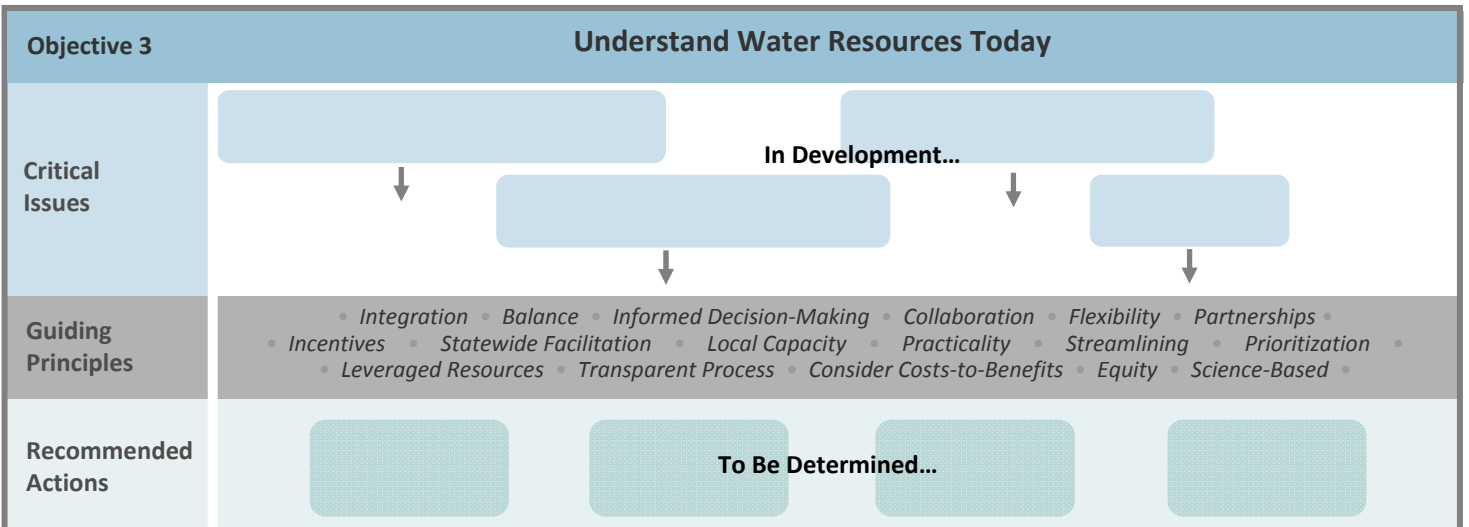 Objective 3
Understand Water Resources Today
Critical
Issues
In Development…
Guiding
Principles
• Integration • Balance • Informed Decision-Making • Collaboration • Flexibility • Partnerships •
• Incentives • Statewide Facilitation • Local Capacity • Practicality • Streamlining • Prioritization •
• Leveraged Resources • Transparent Process • Consider Costs-to-Benefits • Equity • Science-Based •
Recommended
Actions
To Be Determined…